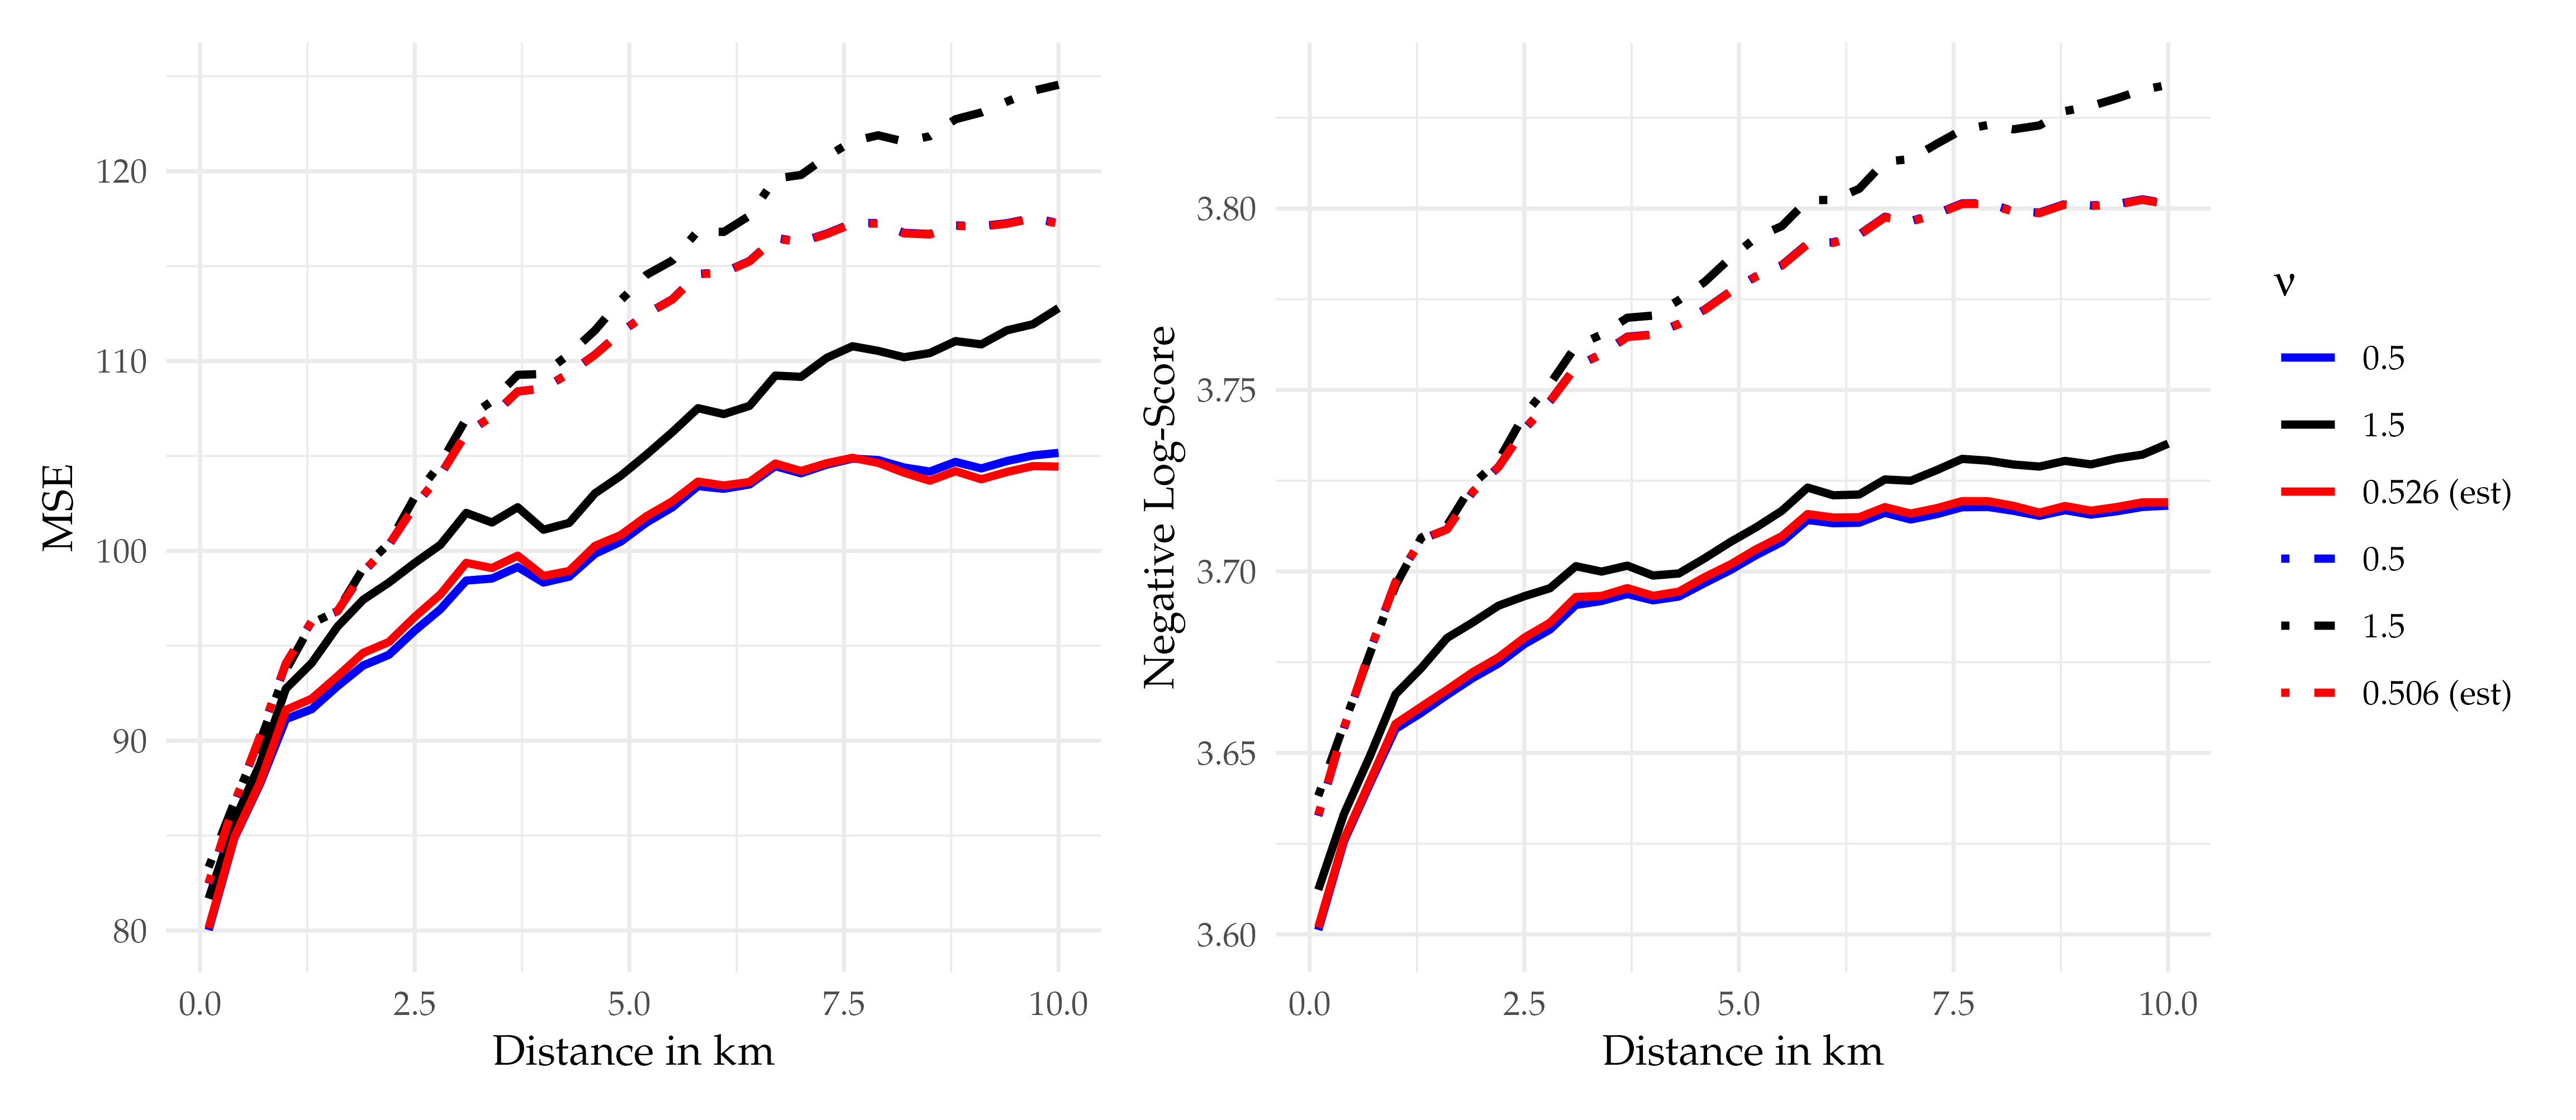 MSE
120
110
100
90
80
0.0 2.5 5.0 7.5 10.0
Distance in km
Negative Log-Score
3.80
3.75
3.70
3.65
3.60
0.0 2.5 5.0 7.5 10.0
Distance in km
ν
0.5
1.5
0.526 (est)
0.5
1.5
0.506 (est)